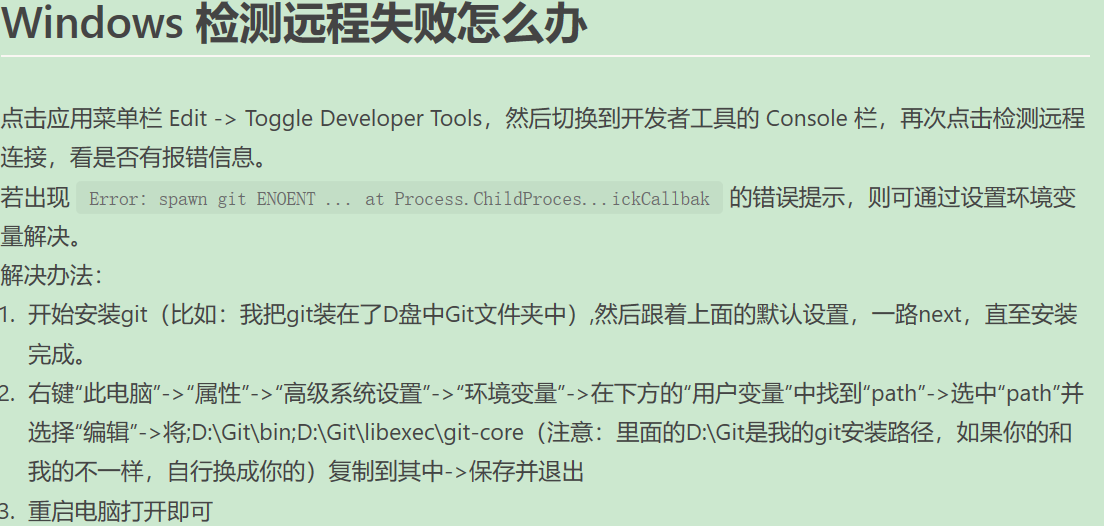 Windows 检测远程失败怎么办
点击应用菜单栏 Edit -> Toggle Developer Tools，然后切换到开发者工具的 Console 栏，再次点击检测远程
连接，看是否有报错信息。
若出现 Error: spawn git ENOENT ... at Process.ChildProces...ickCallbak 的错误提示，则可通过设置环境变
量解决。
解决办法：
1. 开始安装git（比如：我把git装在了D盘中Git文件夹中）,然后跟着上面的默认设置，一路next，直至安装
完成。
2. 右键“此电脑”->“属性”->“高级系统设置”->“环境变量”->在下方的“用户变量”中找到“path”->选中“path”并
选择“编辑”->将;D:\Git\bin;D:\Git\libexec\git-core（注意：里面的D:\Git是我的git安装路径，如果你的和
我的不一样，自行换成你的）复制到其中->保存并退出
3. 重启电脑打开即可